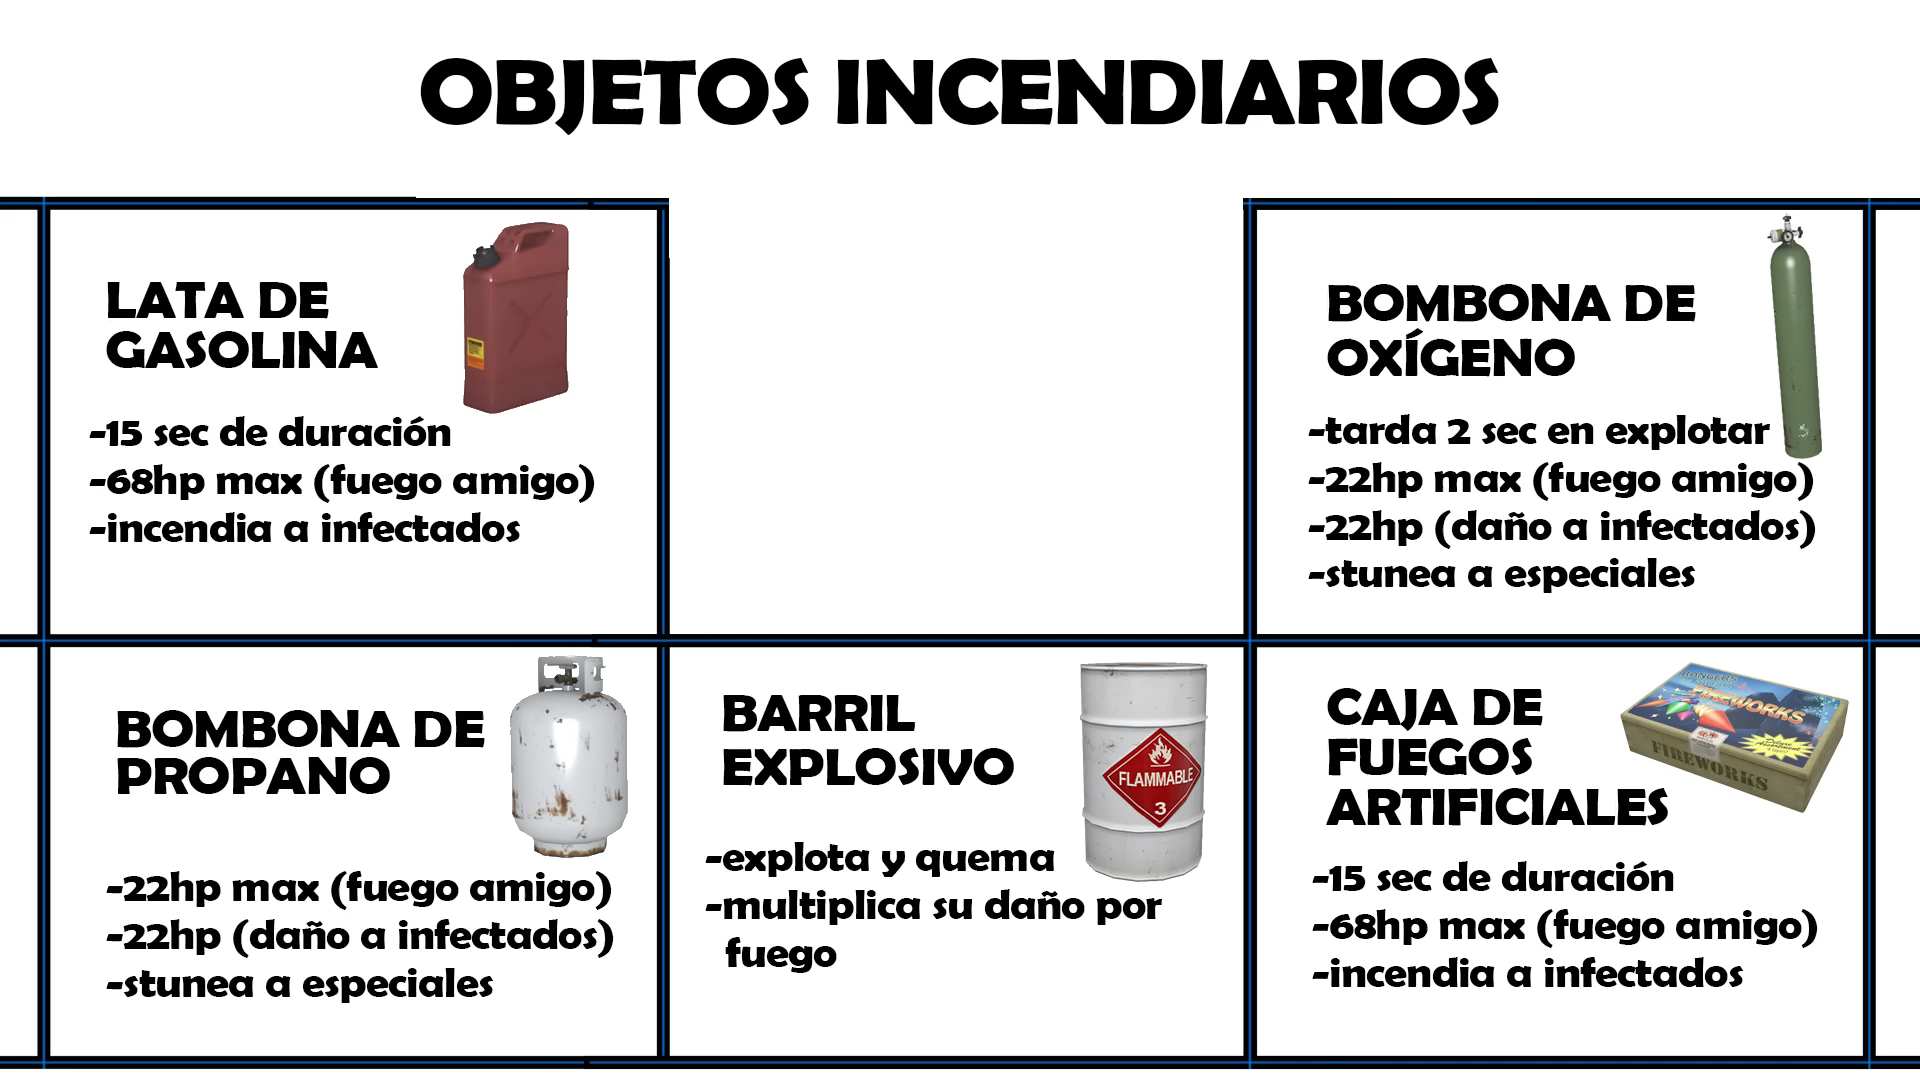 OBJETOS INCENDIARIOS
LATA DE
GASOLINA
-15 sec de duración
-68hp max (fuego amigo)
-incendia a infectados
BOMBONA DE
OXÍGENO
-tarda 2 sec en explotar
-22hp max (fuego amigo)
-22hp (daño a infectados)
-stunea a especiales
BOMBONA DE
PROPANO
-22hp max (fuego amigo)
-22hp (daño a infectados)
-stunea a especiales
BARRIL
EXPLOSIVO
FLAMMABLE
3
-explota y quema
-multiplica su daño por
fuego
CAJA DE
FUEGOS
ARTIFICIALES
FIREWORKS
FIREWORKS
-15 sec de duración
-68hp max (fuego amigo)
-incendia a infectados